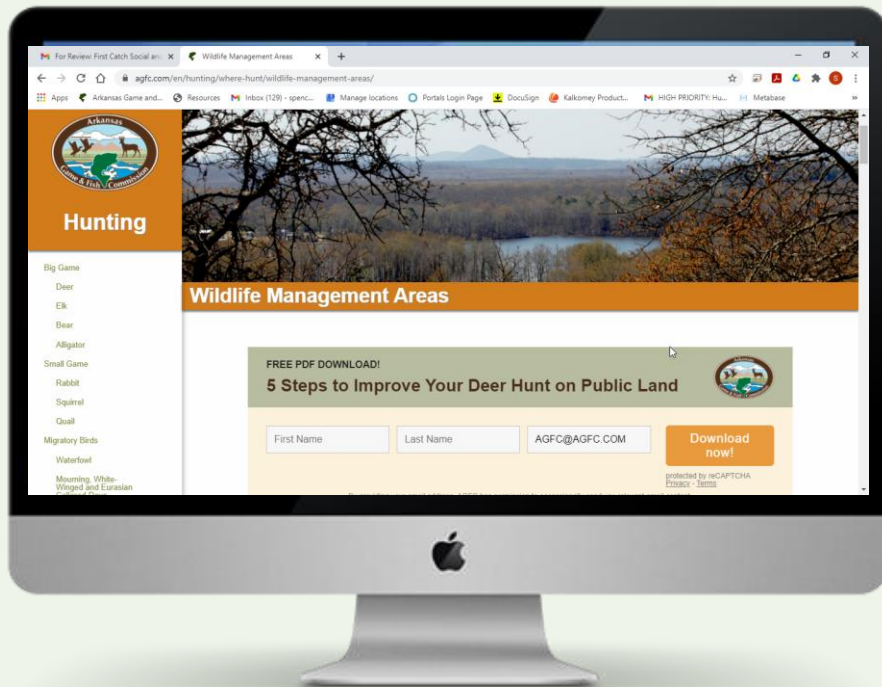 For Review: First Catch Social and
Wildlife Management Areas
agfc.com/en/hunting/where-hunt/wildlife-management-areas/
Apps
Arkansas Game and...
Resources
Inbox (129) - spenc...
Manage locations
Portals Login Page
DocuSign
Kalkomey Product...
HIGH PRIORITY: Hu...
Metabase
S
Arkansas
Game & Fish Commission
Hunting
Big Game
Deer
Elk
Bear
Alligator
Small Game
Rabbit
Squirrel
Quail
Migratory Birds
Waterfowl
Mourning, White-
Winged and Eurasian
Wildlife Management Areas
FREE PDF DOWNLOAD!
5 Steps to Improve Your Deer Hunt on Public Land
First Name
Last Name
AGFC@AGFC.COM
Download
now!
protected by reCAPTCHA
Privacy - Terms